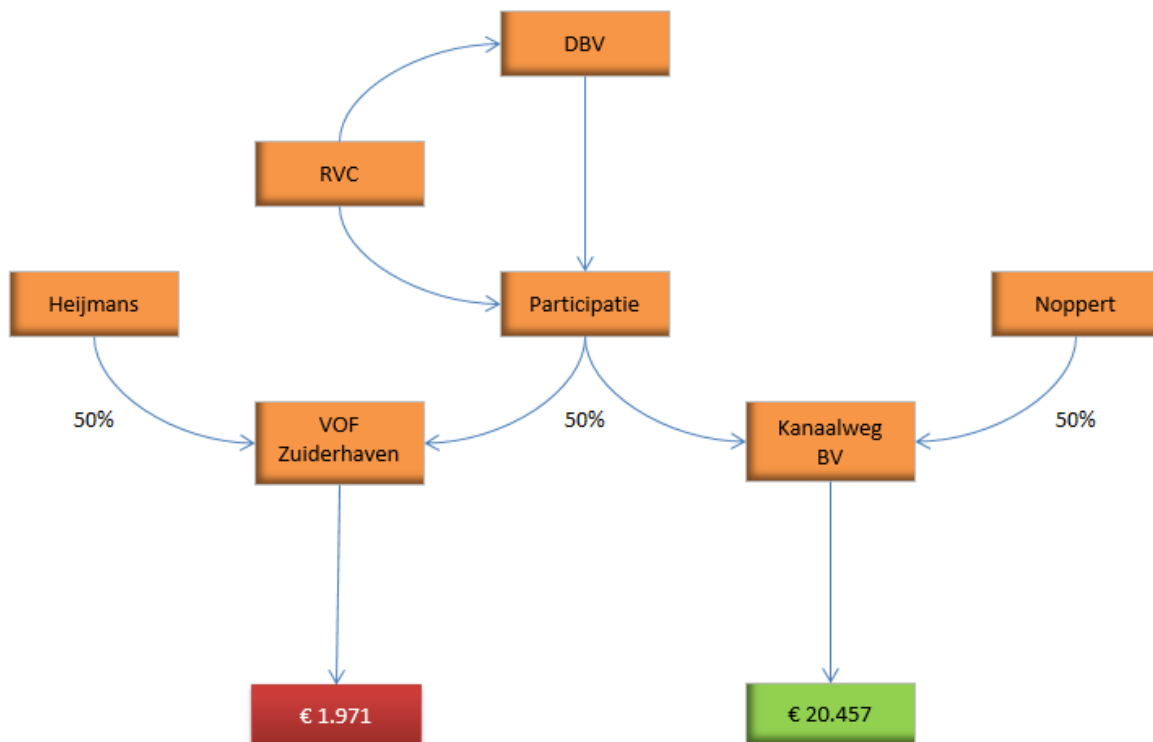 DBV
RVC
Heijmans
Participatie
Noppert
50%
VOF
Zuiderhaven
50%
Kanaalweg
BV
50%
€ 1.971
€ 20.457